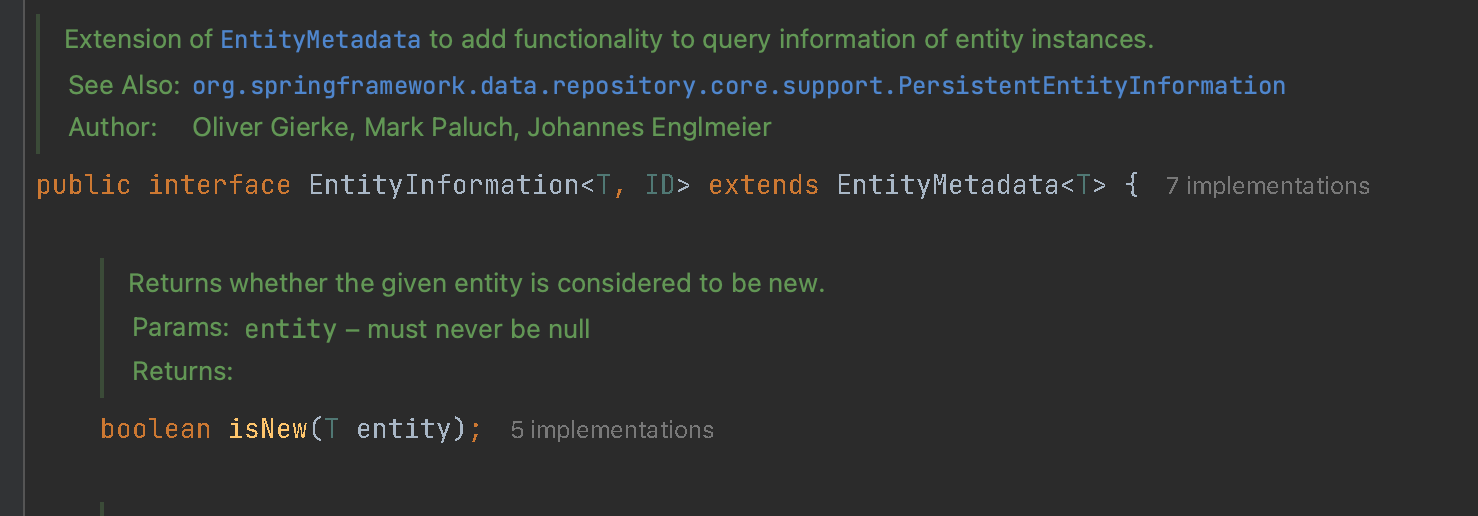 Extension of EntityMetadata to add functionality to query information of entity instances.
See Also: org.springframework.data.repository.core.support.PersistentEntityInformation
Author: Oliver Gierke, Mark Paluch, Johannes Englmeier
public interface EntityInformation<T, ID> extends EntityMetadata<T> { 7 implementations
Returns whether the given entity is considered to be new.
Params: entity – must never be null
Returns:
boolean isNew(T entity); 5 implementations